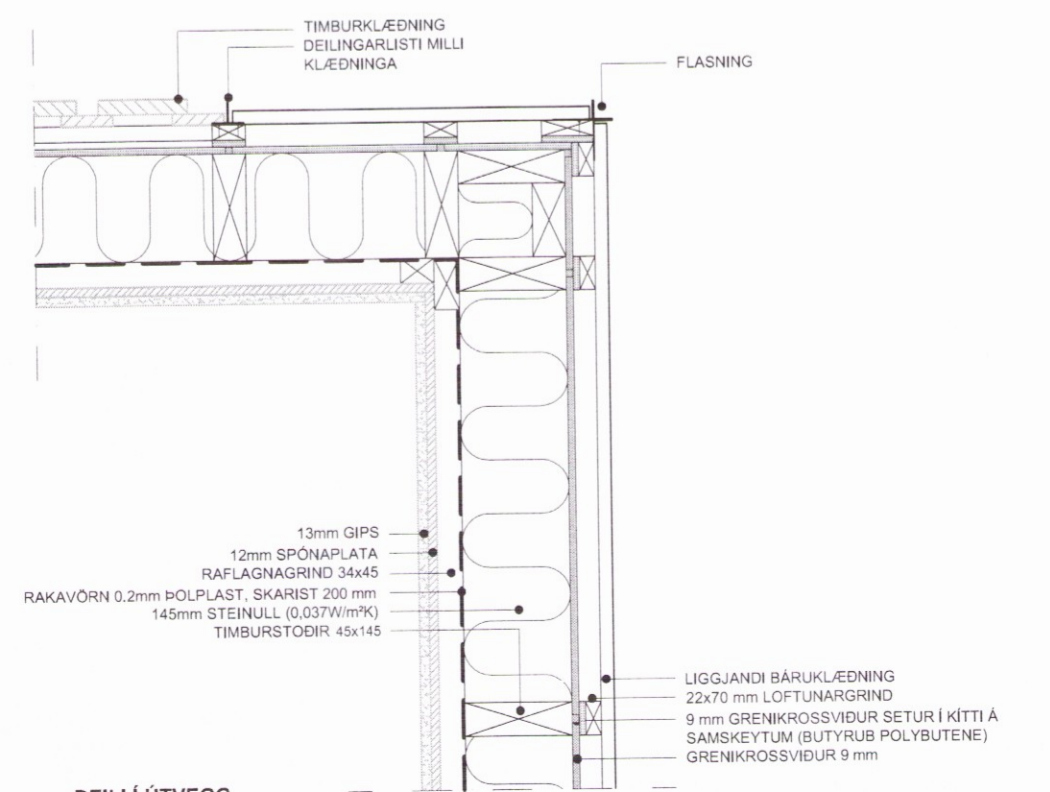 TIMBURKLÆÐNING
DEILINGARLISTI MILLI
KLÆÐNINGA
FLASNING
13mm GIPS
12mm SPÓNAPLATA
RAFLAGNAGRIND 34x45
RAKAVÖRN 0.2mm ÞOLPLAST, SKARIST 200 mm
145mm STEINULL (0,037W/m²K)
TIMBURSTOÐIR 45x145
LIGGJANDI BÁRUKLÆÐNING
22x70 mm LOFTUNARGRIND
9 mm GRENIKROSSVIÐUR SETUR Í KÍTTI Á
SAMSKEYTUM (BUTYRUB POLYBUTENE)
GRENIKROSSVIÐUR 9 mm